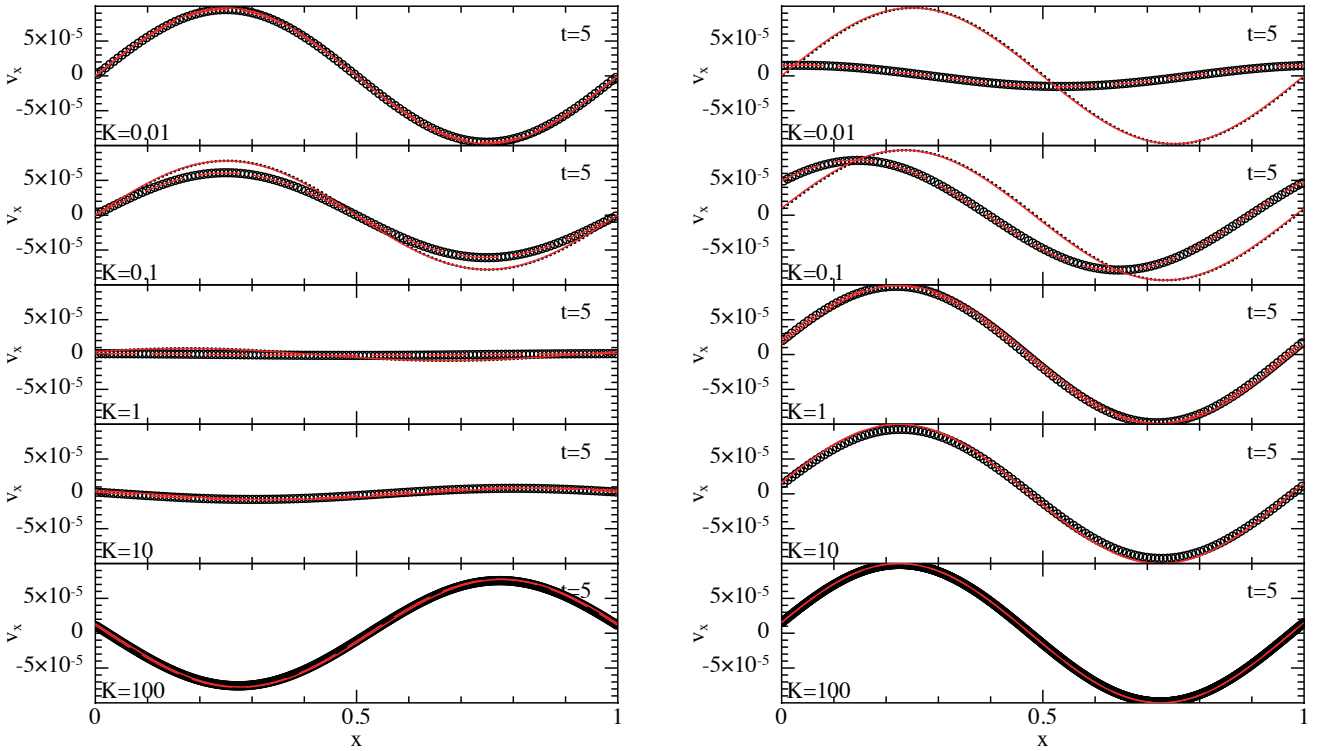 v_x
5×10⁻⁵
0
-5×10⁻⁵
t=5
K=0.01
v_x
5×10⁻⁵
0
-5×10⁻⁵
t=5
K=0.1
v_x
5×10⁻⁵
0
-5×10⁻⁵
t=5
K=1
v_x
5×10⁻⁵
0
-5×10⁻⁵
t=5
K=10
v_x
5×10⁻⁵
0
-5×10⁻⁵
t=5
K=100
0 0.5 1
x
v_x
5×10⁻⁵
0
-5×10⁻⁵
t=5
K=0.01
v_x
5×10⁻⁵
0
-5×10⁻⁵
t=5
K=0.1
v_x
5×10⁻⁵
0
-5×10⁻⁵
t=5
K=1
v_x
5×10⁻⁵
0
-5×10⁻⁵
t=5
K=10
v_x
5×10⁻⁵
0
-5×10⁻⁵
t=5
K=100
0 0.5 1
x